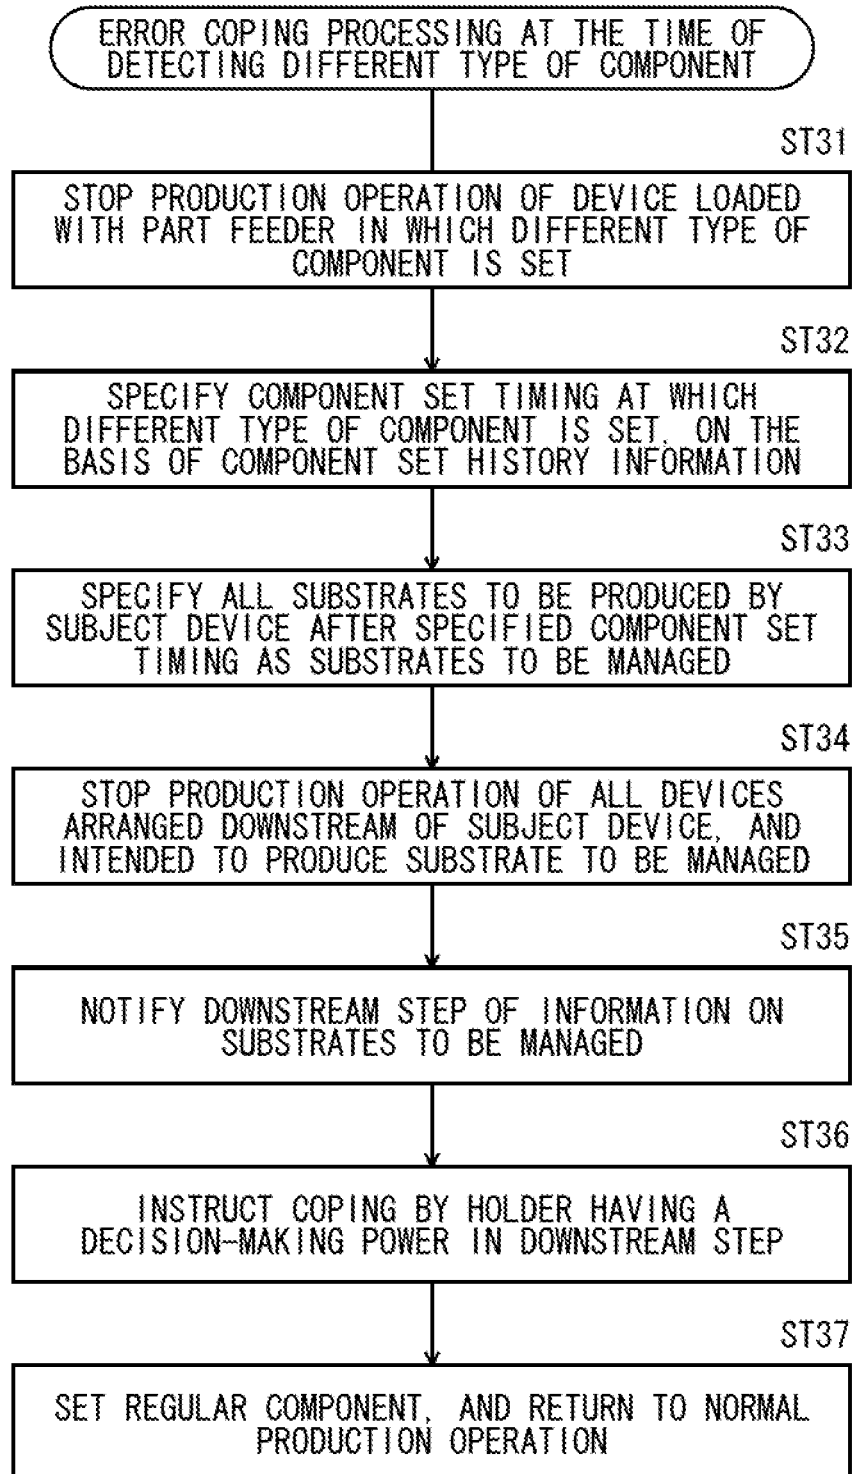 ERROR COPING PROCESSING AT THE TIME OF
DETECTING DIFFERENT TYPE OF COMPONENT
ST31
STOP PRODUCTION OPERATION OF DEVICE LOADED
WITH PART FEEDER IN WHICH DIFFERENT TYPE OF
COMPONENT IS SET
ST32
SPECIFY COMPONENT SET TIMING AT WHICH
DIFFERENT TYPE OF COMPONENT IS SET, ON THE
BASIS OF COMPONENT SET HISTORY INFORMATION
ST33
SPECIFY ALL SUBSTRATES TO BE PRODUCED BY
SUBJECT DEVICE AFTER SPECIFIED COMPONENT SET
TIMING AS SUBSTRATES TO BE MANAGED
ST34
STOP PRODUCTION OPERATION OF ALL DEVICES
ARRANGED DOWNSTREAM OF SUBJECT DEVICE, AND
INTENDED TO PRODUCE SUBSTRATE TO BE MANAGED
ST35
NOTIFY DOWNSTREAM STEP OF INFORMATION ON
SUBSTRATES TO BE MANAGED
ST36
INSTRUCT COPING BY HOLDER HAVING A
DECISION-MAKING POWER IN DOWNSTREAM STEP
ST37
SET REGULAR COMPONENT, AND RETURN TO NORMAL
PRODUCTION OPERATION